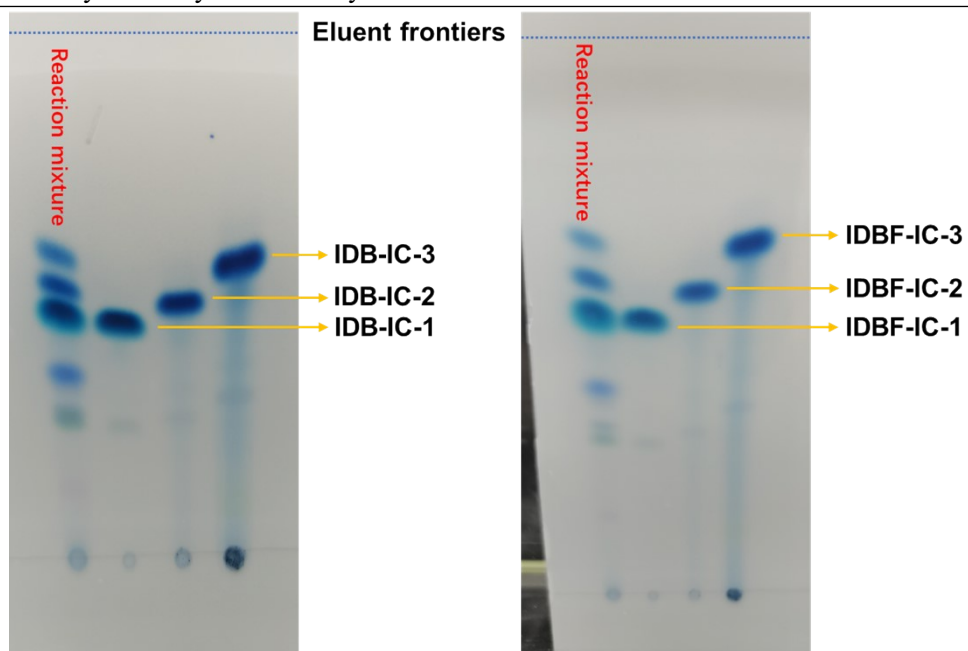 Eluent frontiers
Reaction mixture
IDB-IC-3
IDB-IC-2
IDB-IC-1
Reaction mixture
IDBF-IC-3
IDBF-IC-2
IDBF-IC-1